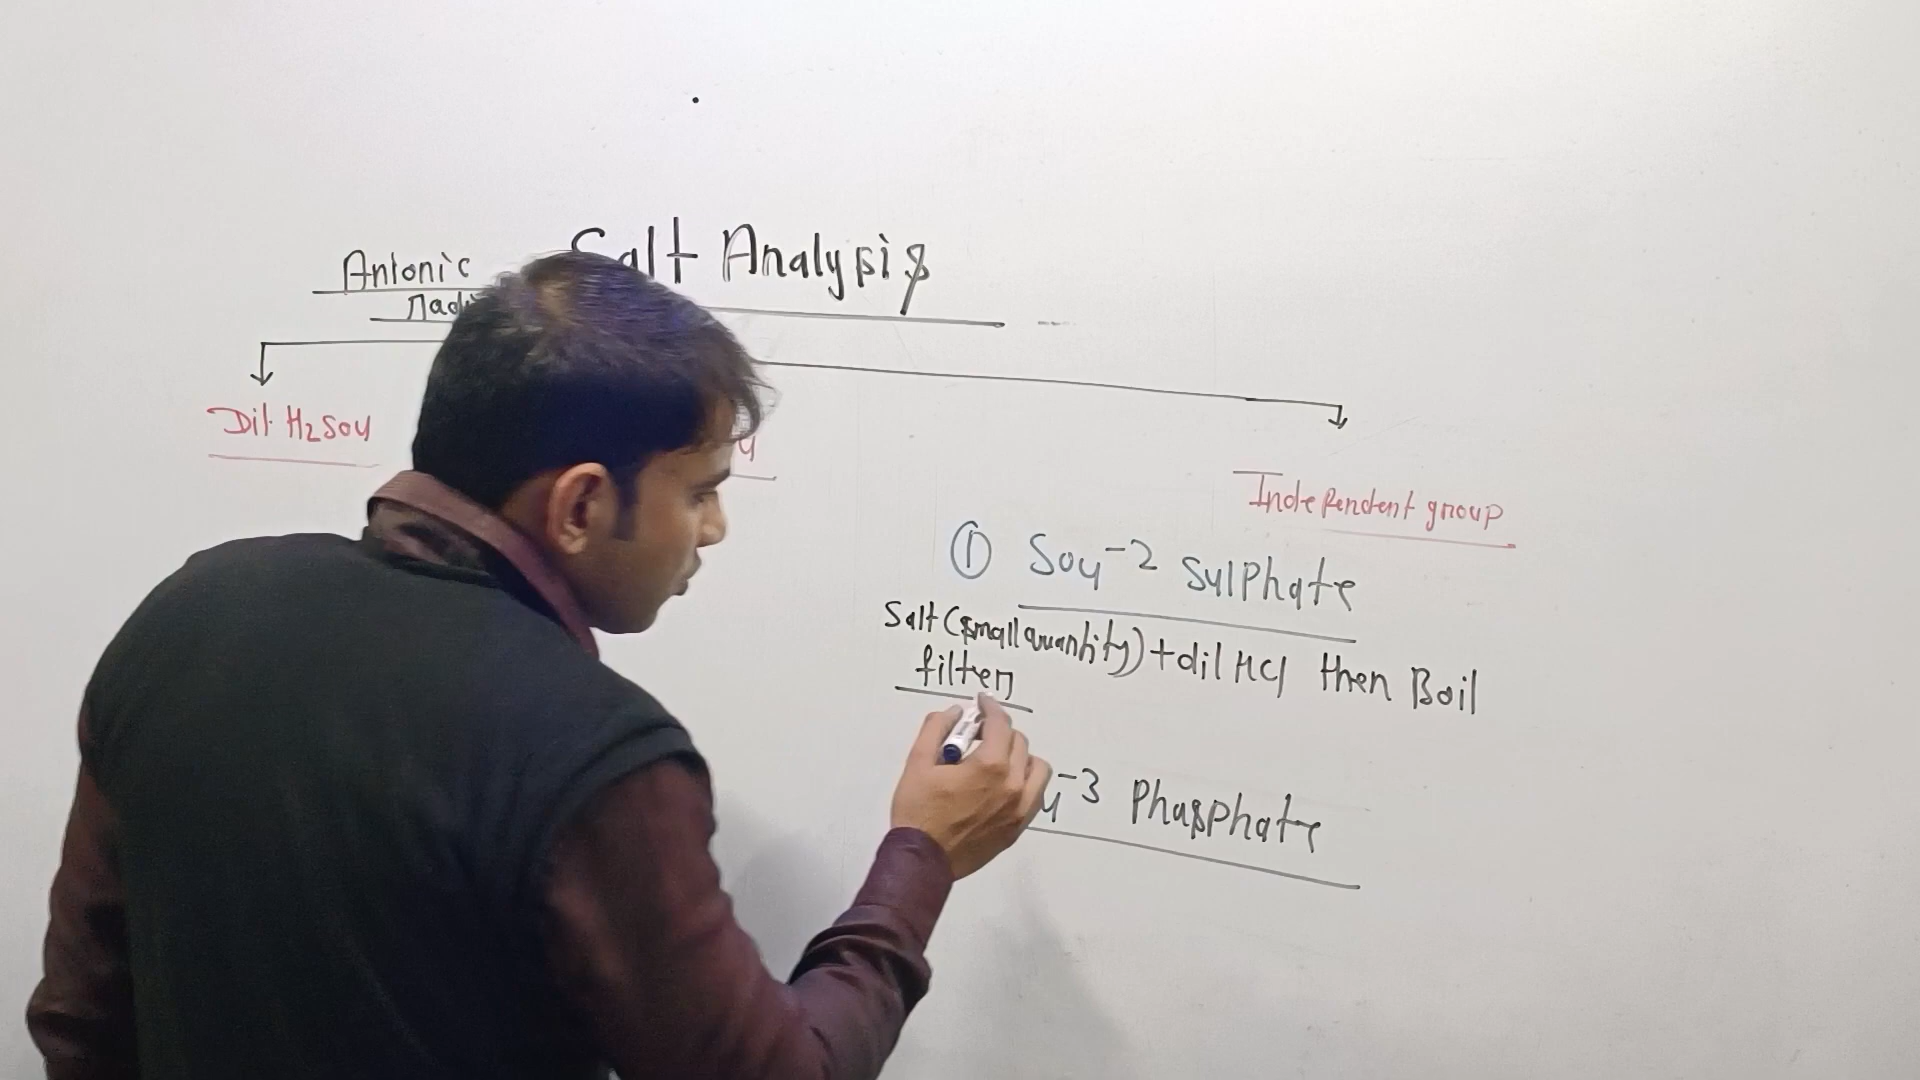 Salt Analysis
Anionic
Dil. H2SO4
Independent group
① SO4⁻² Sulphate
Salt (small quantity) + dil HCl then Boil
filter
4⁻³ Phosphate